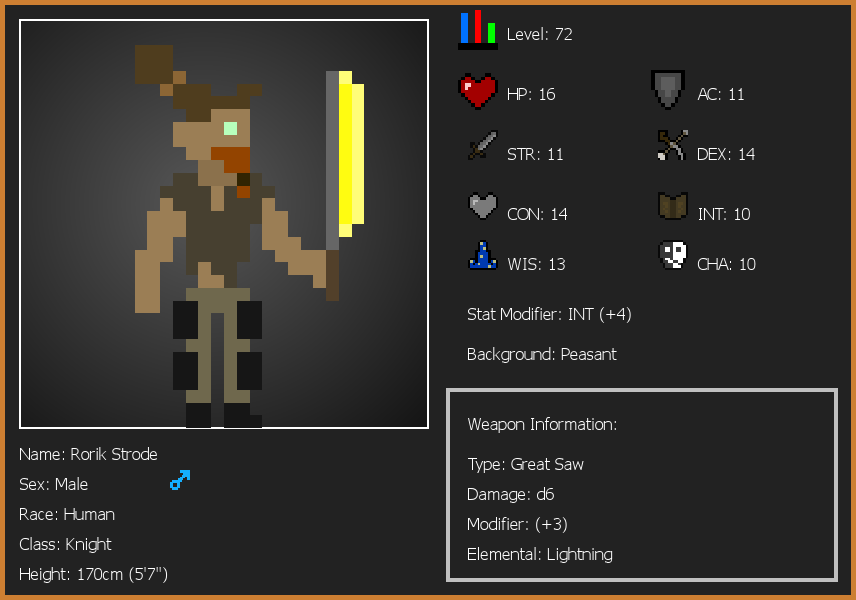 Level: 72
HP: 16
AC: 11
STR: 11
DEX: 14
CON: 14
INT: 10
WIS: 13
CHA: 10
Stat Modifier: INT (+4)
Background: Peasant
Weapon Information:
Type: Great Saw
Damage: d6
Modifier: (+3)
Elemental: Lightning
Name: Rorik Strode
Sex: Male
Race: Human
Class: Knight
Height: 170cm (5'7")